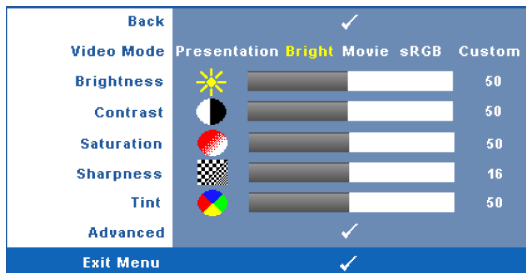 Back
Video Mode Presentation Bright Movie sRGB Custom
Brightness 50
Contrast 50
Saturation 50
Sharpness 16
Tint 50
Advanced
Exit Menu